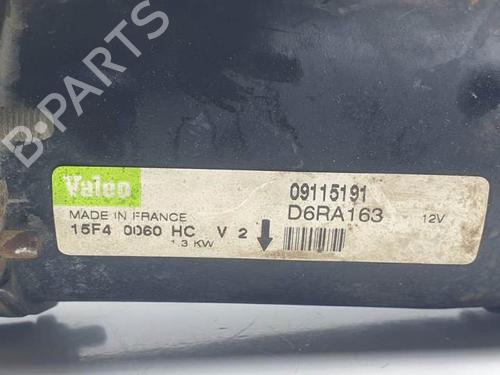 B-PARTS
Valeo
09115191
MADE IN FRANCE
D6RA163 12V
15F4 0060 HC V 2
1.3 KW